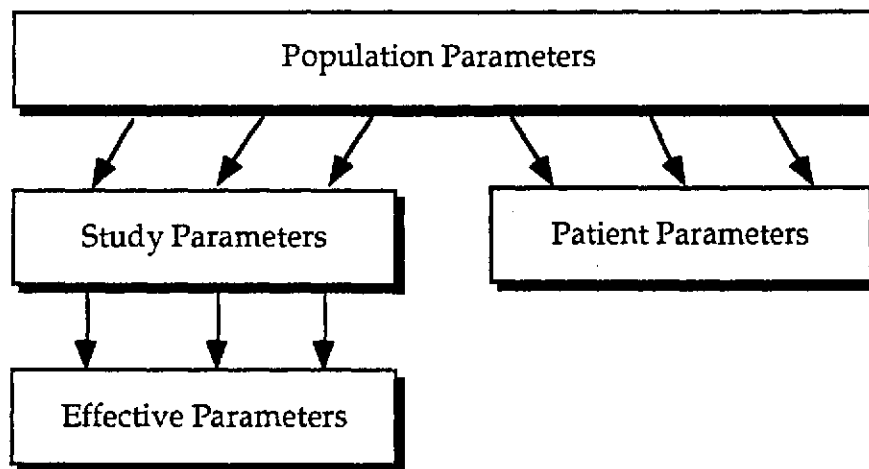 Population Parameters
Study Parameters
Patient Parameters
Effective Parameters